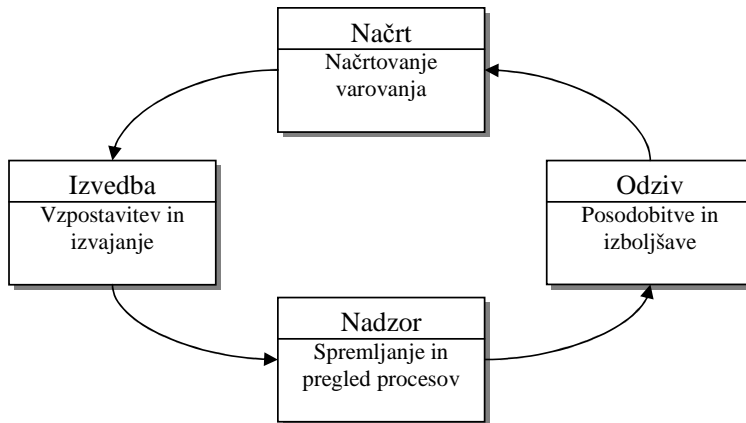 Načrt
Načrtovanje
varovanja
Izvedba
Vzpostavitev in
izvajanje
Odziv
Posodobitve in
izboljšave
Nadzor
Spremljanje in
pregled procesov